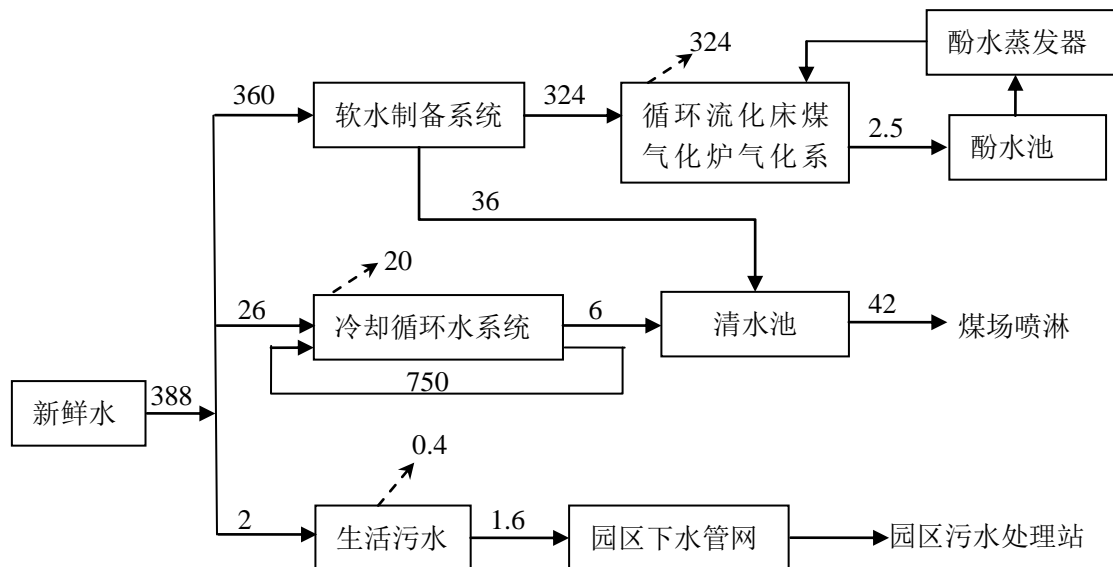 324
酚水蒸发器
360
软水制备系统
324
循环流化床煤
气化炉气化系
2.5
酚水池
36
20
26
冷却循环水系统
6
清水池
42
煤场喷淋
750
新鲜水
388
0.4
2
生活污水
1.6
园区下水管网
园区污水处理站